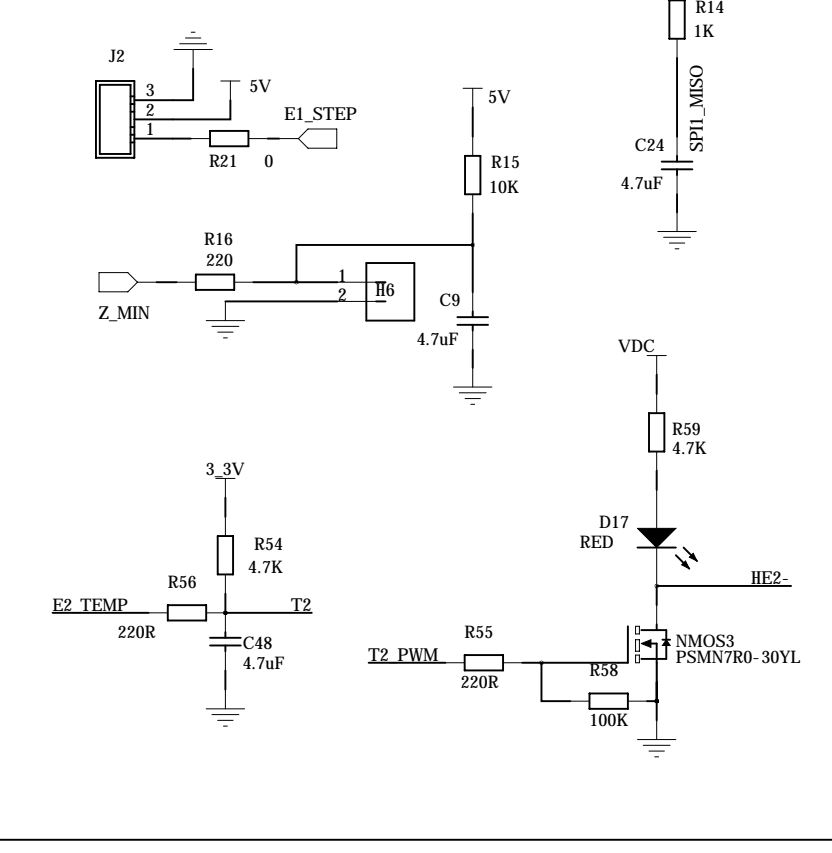 R14
1K
SPI1_MISO
C24
4.7uF
J2
3
2
1
5V
E1_STEP
R21 0
5V
R15
10K
R16
220
Z_MIN
1
2
H6
C9
4.7uF
VDC
R59
4.7K
D17
RED
HE2-
3_3V
R54
4.7K
R56
E2_TEMP
T2
220R
C48
4.7uF
R55
T2_PWM
220R
R58
100K
NMOS3
PSMN7R0-30YL